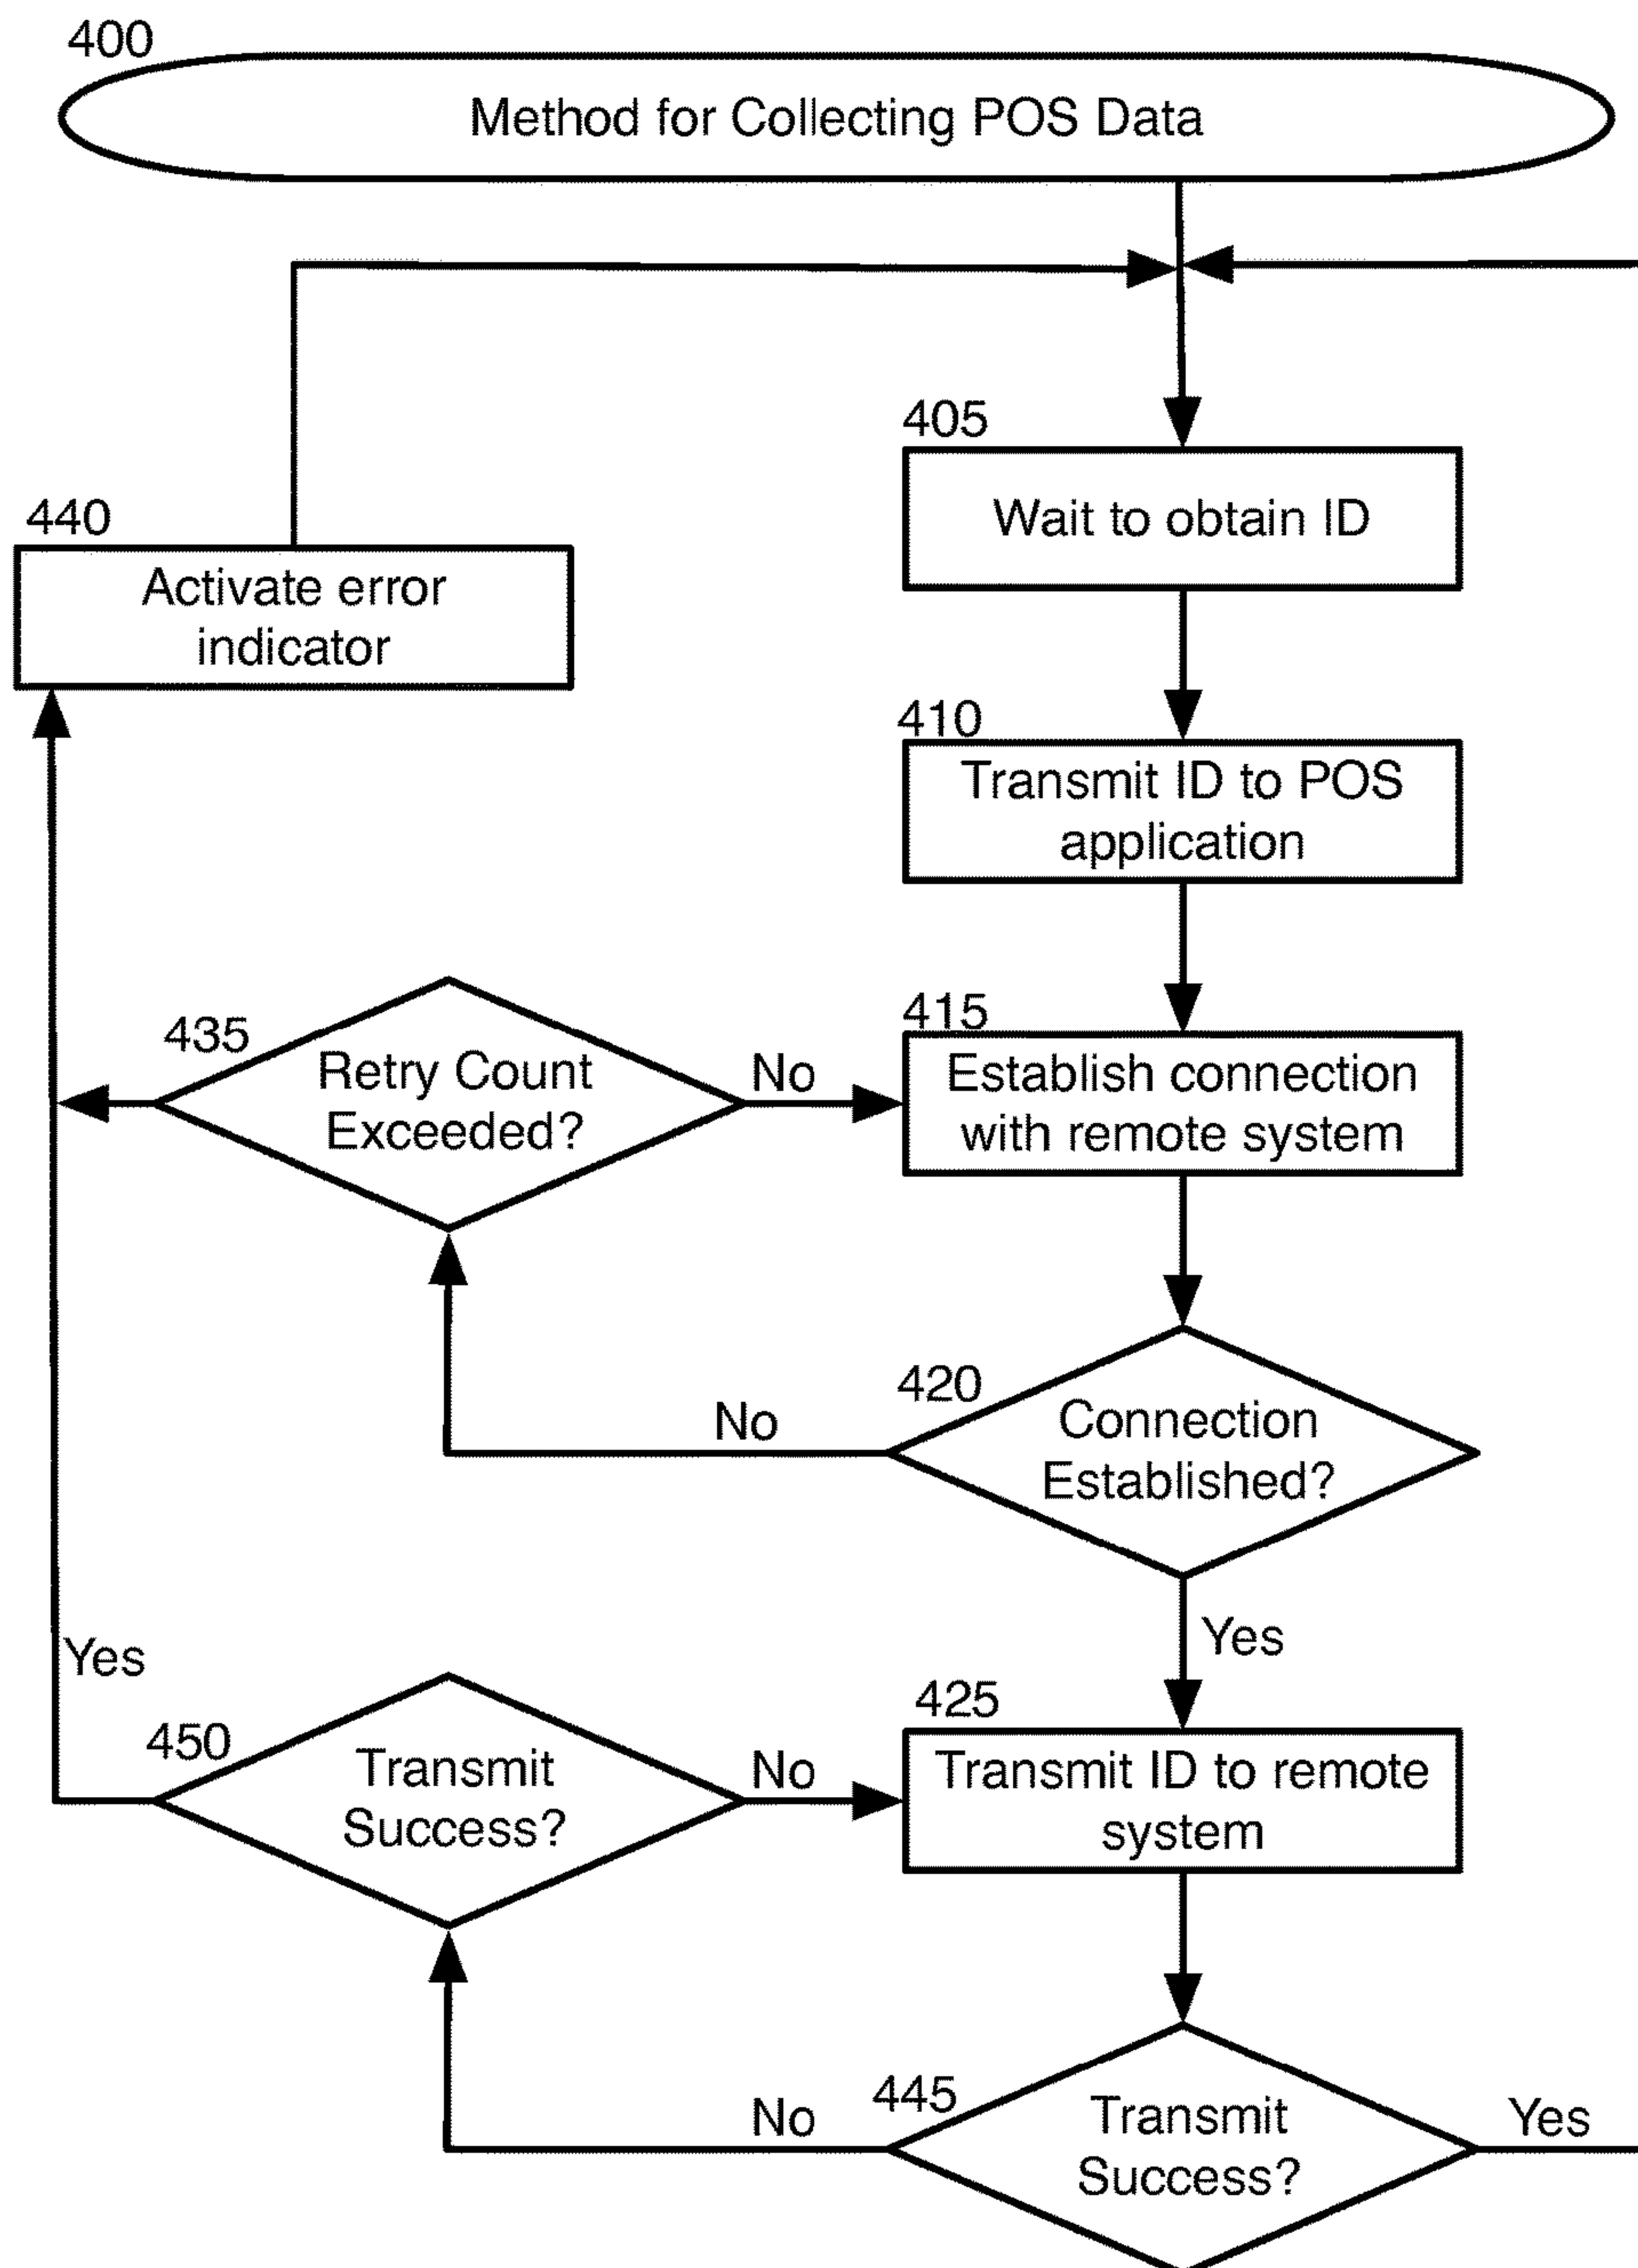 400
Method for Collecting POS Data
405
Wait to obtain ID
440
Activate error
indicator
410
Transmit ID to POS
application
435
Retry Count
Exceeded?
No
415
Establish connection
with remote system
420
Connection
Established?
No
Yes
Yes
450
Transmit
Success?
No
425
Transmit ID to remote
system
445
Transmit
Success?
No
Yes